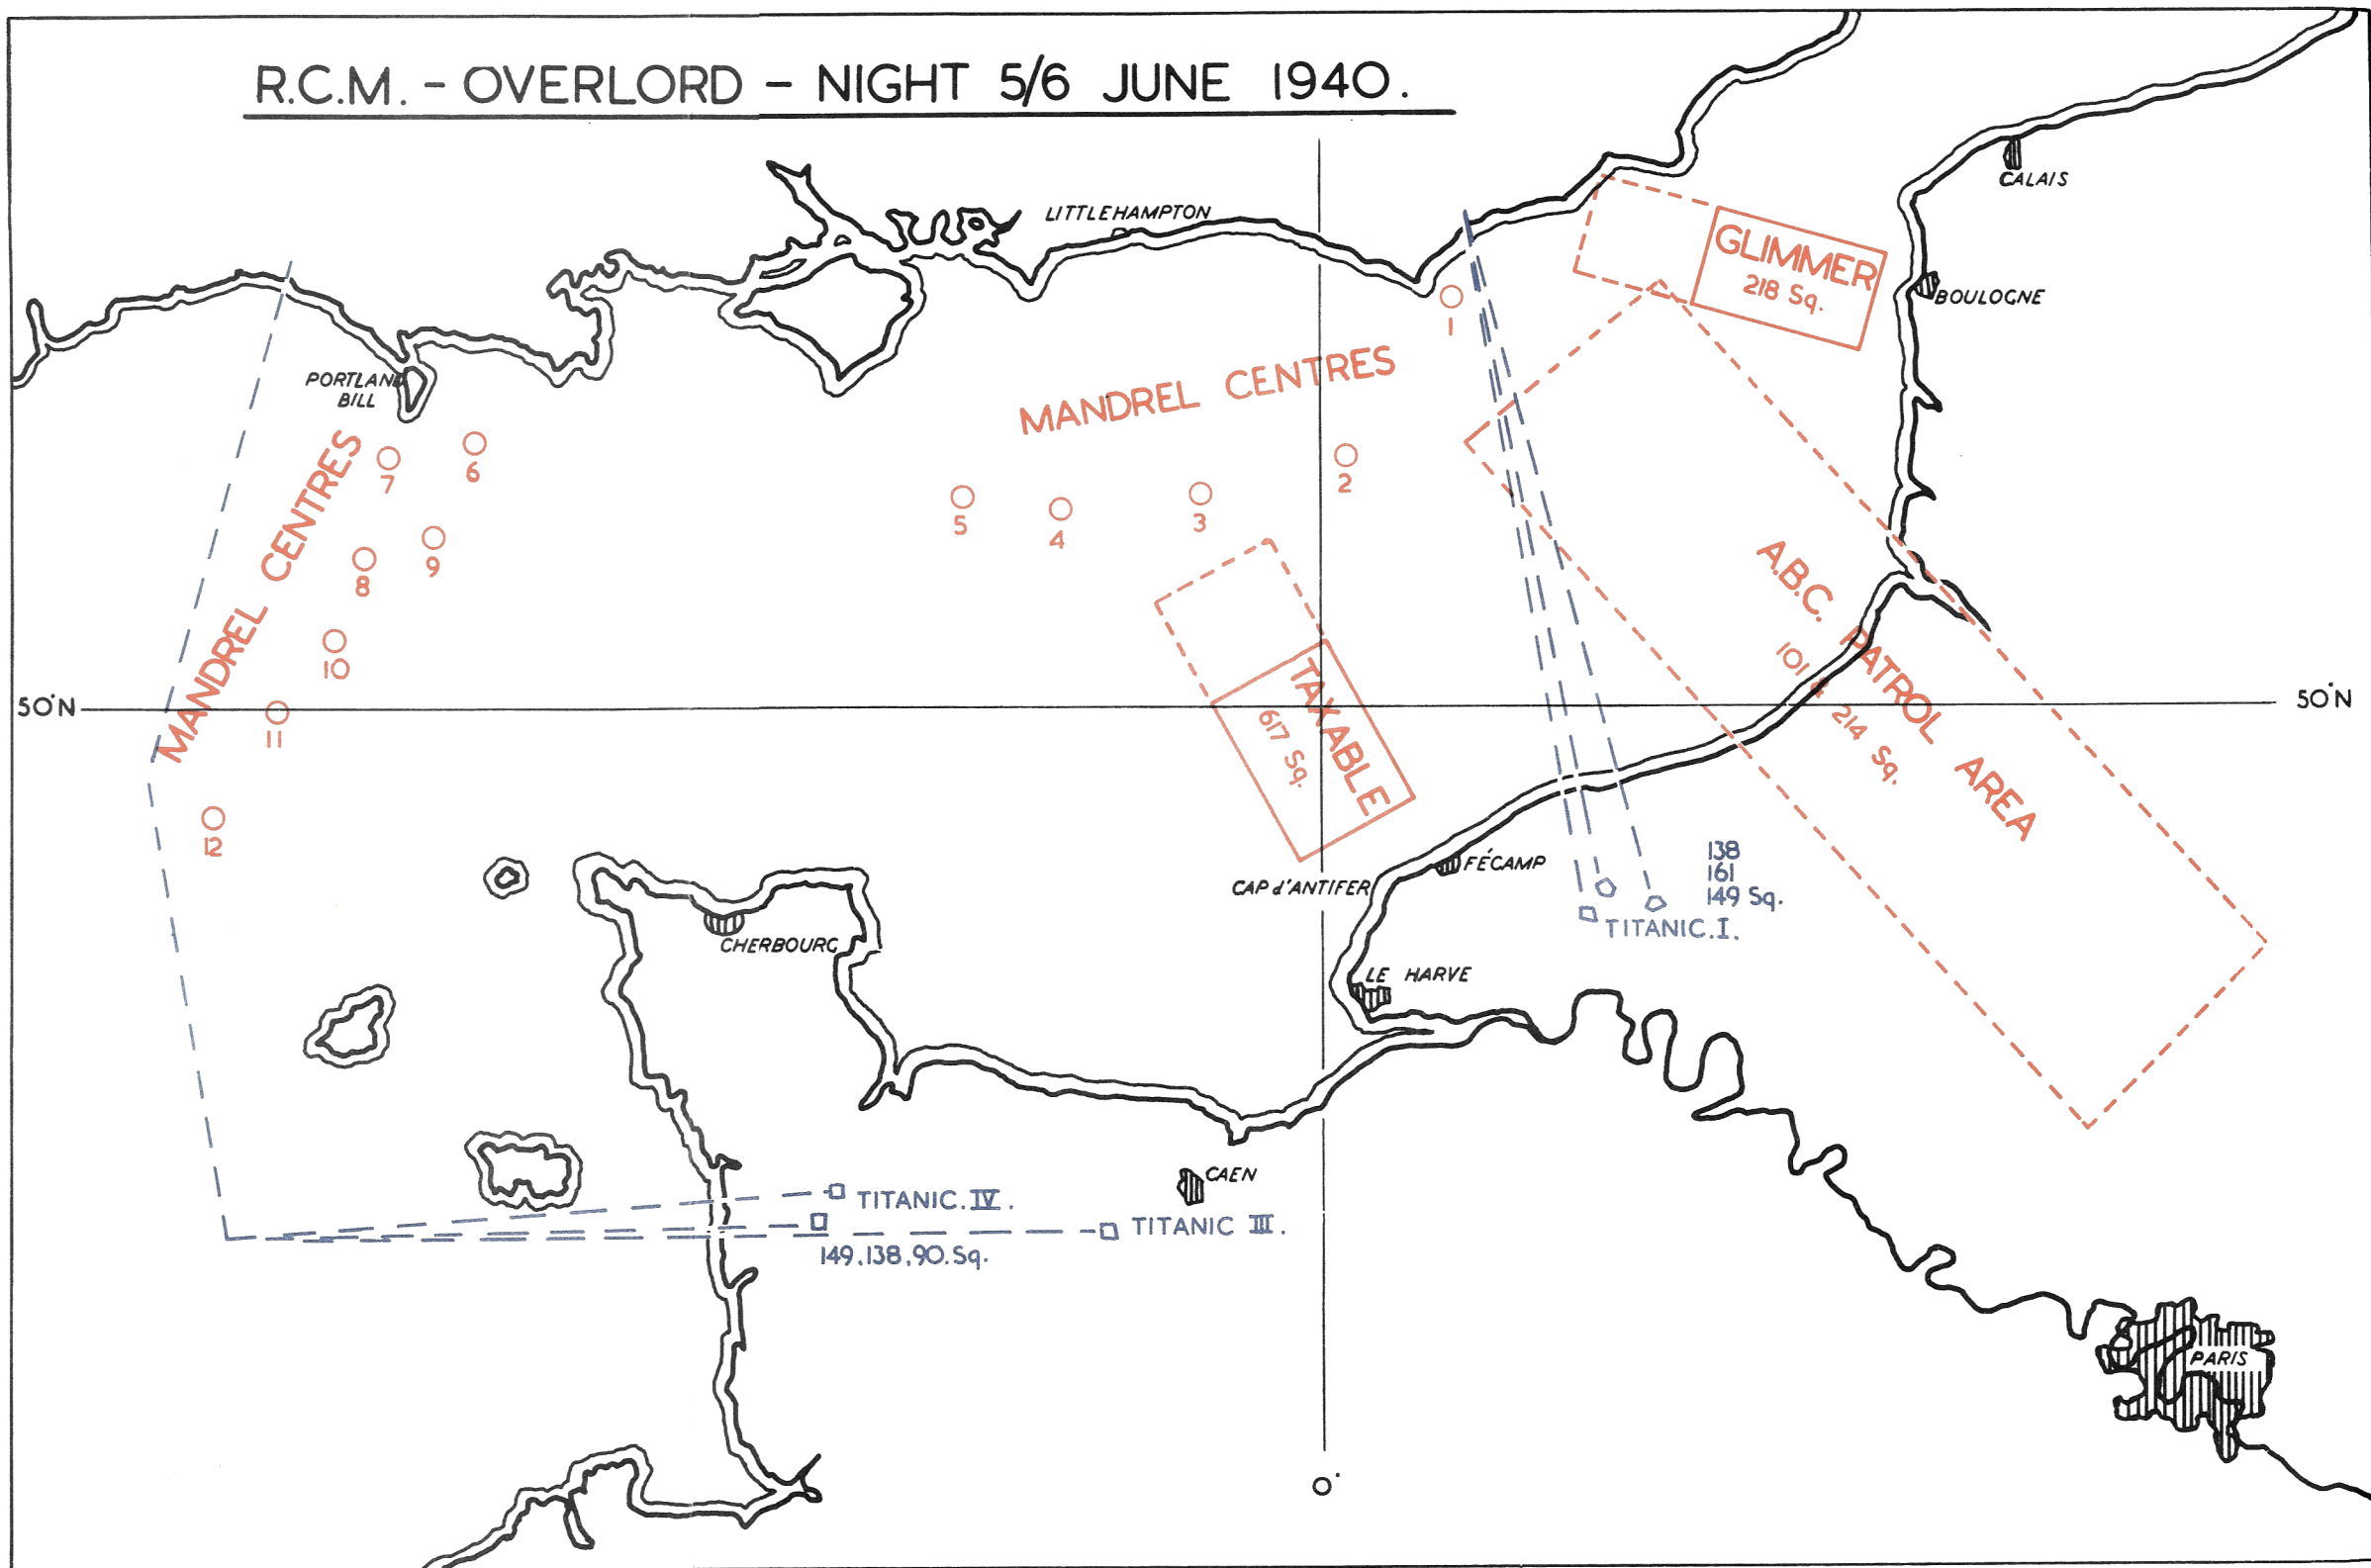 R.C.M. - OVERLORD - NIGHT 5/6 JUNE 1940.
CALAIS
LITTLEHAMPTON
GLIMMER
218 Sq.
BOULOGNE
1
PORTLAND
BILL
MANDREL CENTRES
MANDREL CENTRES
6
7
2
5
4
3
9
8
10
A.B.C. PATROL AREA
101 & 214 Sq.
50°N
50°N
11
TAXABLE
617 Sq.
12
138
161
149 Sq.
FÉCAMP
CAP d'ANTIFER
TITANIC.I.
CHERBOURG
LE HARVE
CAEN
TITANIC.IV.
TITANIC III.
149.138.90.Sq.
PARIS
0°